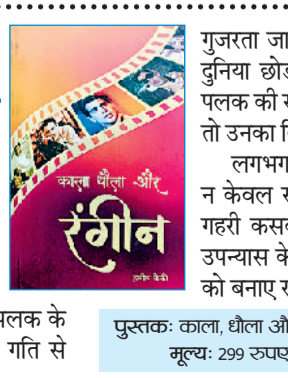 गुजरता जा
दुनिया छोड़
पलक की स
तो उनका
लगभग
न केवल स
गहरी कसक
उपन्यास के
को बनाए र
काला धौला और
रंगीन
पलक के
गति से
पुस्तकः काला, धौला औ
मूल्यः 299 रुपए